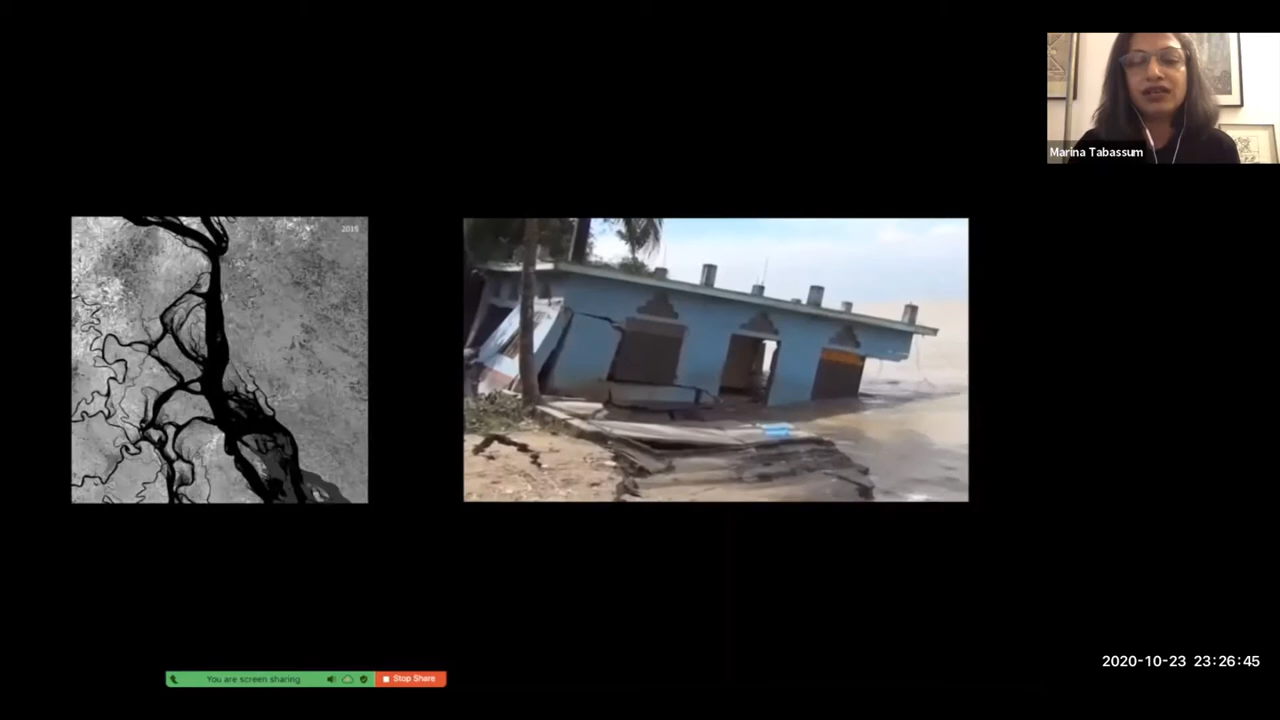 Marina Tabassum
2015
You are screen sharing
Stop Share
2020-10-23 23:26:45